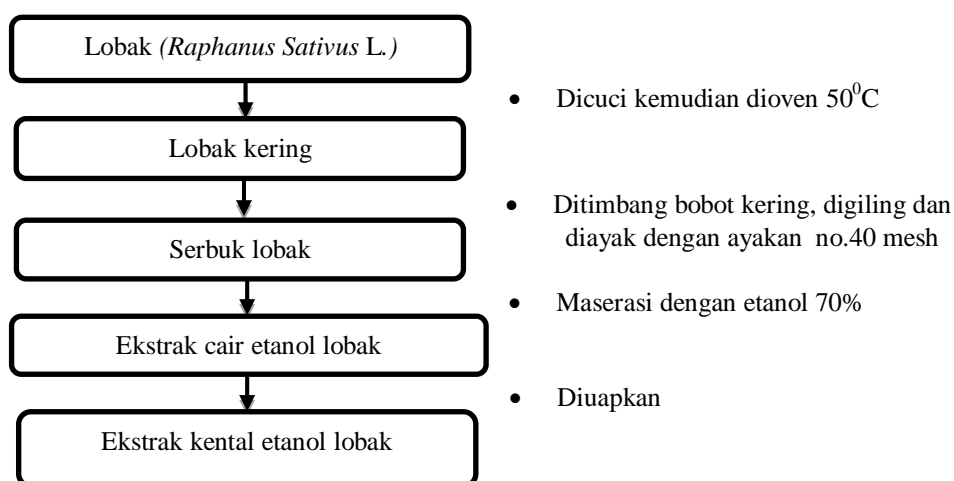 Lobak (Raphanus Sativus L.)
• Dicuci kemudian dioven 50⁰C
Lobak kering
• Ditimbang bobot kering, digiling dan
diayak dengan ayakan no.40 mesh
Serbuk lobak
• Maserasi dengan etanol 70%
Ekstrak cair etanol lobak
• Diuapkan
Ekstrak kental etanol lobak